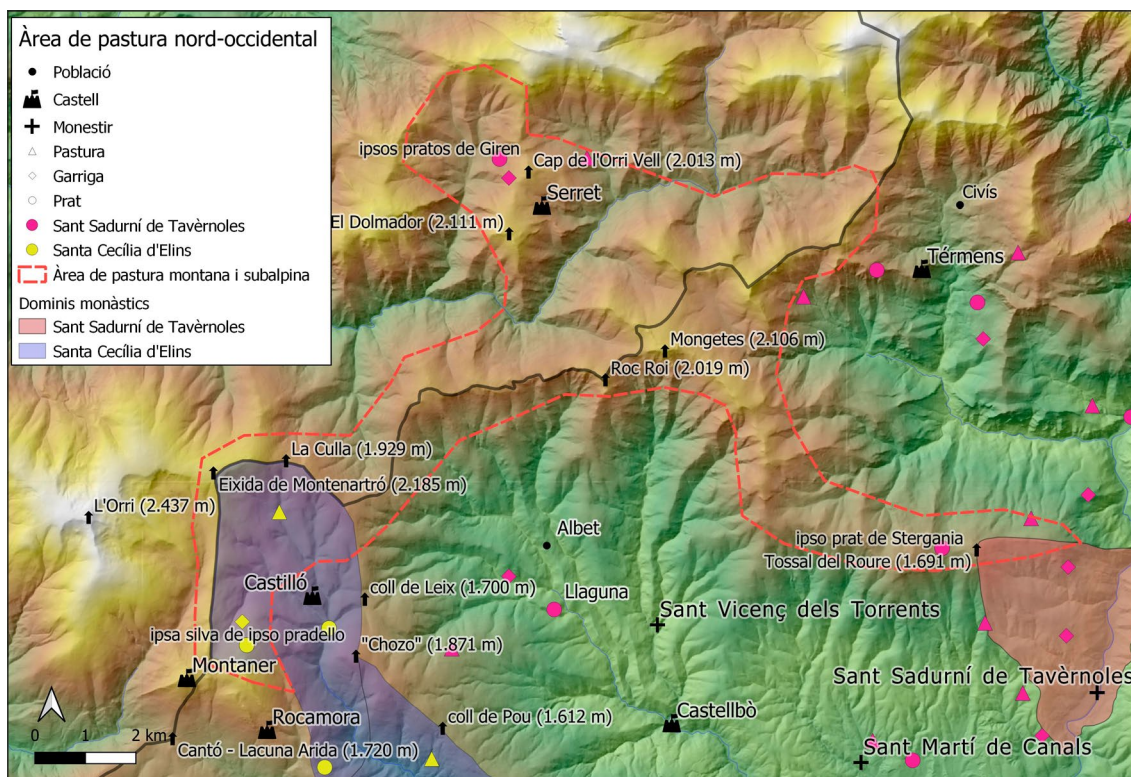 Àrea de pastura nord-occidental
Població
Castell
Monestir
Pastura
Garriga
Prat
Sant Sadurní de Tavèrnoles
Santa Cecília d'Elins
Àrea de pastura montana i subalpina
Dominis monàstics
Sant Sadurní de Tavèrnoles
Santa Cecília d'Elins
ipsos pratos de Giren
Cap de l'Orri Vell (2.013 m)
Serret
Civís
El Dolmador (2.111 m)
Térmens
Mongetes (2.106 m)
Roc Roi (2.019 m)
La Culla (1.929 m)
Eixida de Montenartró (2.185 m)
L'Orri (2.437 m)
Albet
ipso prat de Stergania
Tossal del Roure (1.691 m)
Castilló
coll de Leix (1.700 m)
Llaguna
Sant Vicenç dels Torrents
ipsa silva de ipso pradello
"Chozo" (1.871 m)
Montaner
Sant Sadurní de Tavèrnoles
Rocamora
coll de Pou (1.612 m)
Castellbò
Cantó - Lacuna Arida (1.720 m)
Sant Martí de Canals
0 1 2 km